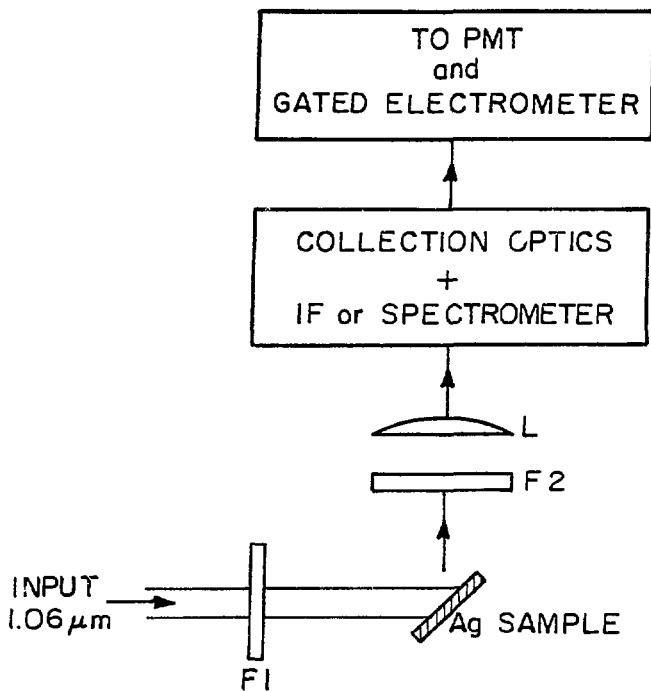 TO PMT
and
GATED ELECTROMETER
COLLECTION OPTICS
+
IF or SPECTROMETER
L
F2
INPUT
1.06 μm
Ag SAMPLE
F1